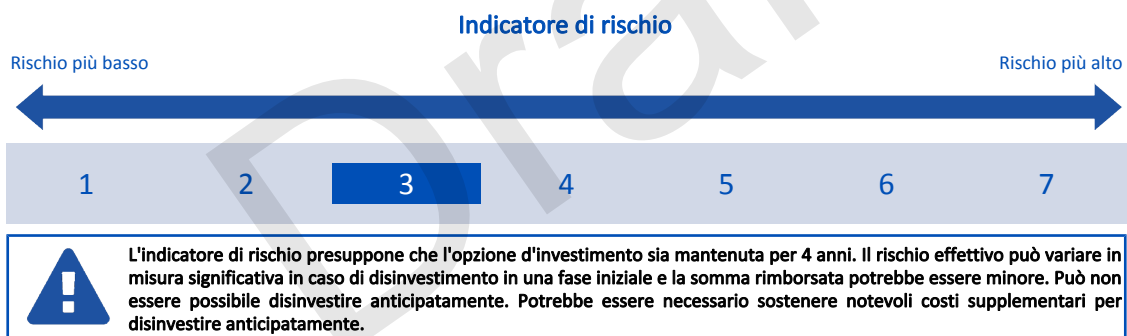 Indicatore di rischio
Rischio più basso
Rischio più alto
1 2 3 4 5 6 7
L'indicatore di rischio presuppone che l'opzione d'investimento sia mantenuta per 4 anni. Il rischio effettivo può variare in
misura significativa in caso di disinvestimento in una fase iniziale e la somma rimborsata potrebbe essere minore. Può non
essere possibile disinvestire anticipatamente. Potrebbe essere necessario sostenere notevoli costi supplementari per
disinvestire anticipatamente.